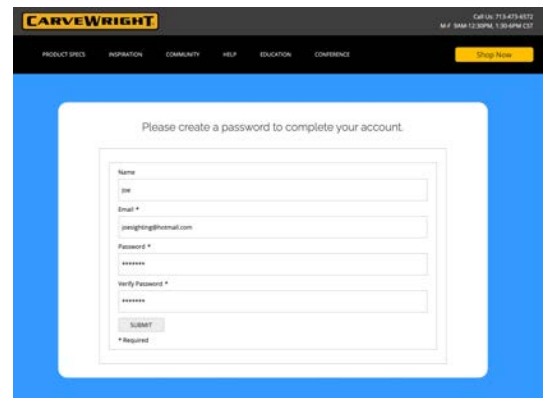 CARVEWRIGHT
Call Us: 713-473-6572
M-F 9AM-12:30PM, 1:30-6PM CST
PRODUCT SPECS INSPIRATION COMMUNITY HELP EDUCATION CONFERENCE Shop Now
Please create a password to complete your account.
Name
Joe
Email *
joesighting@hotmail.com
Password *
*******
Verify Password *
*******
SUBMIT
* Required